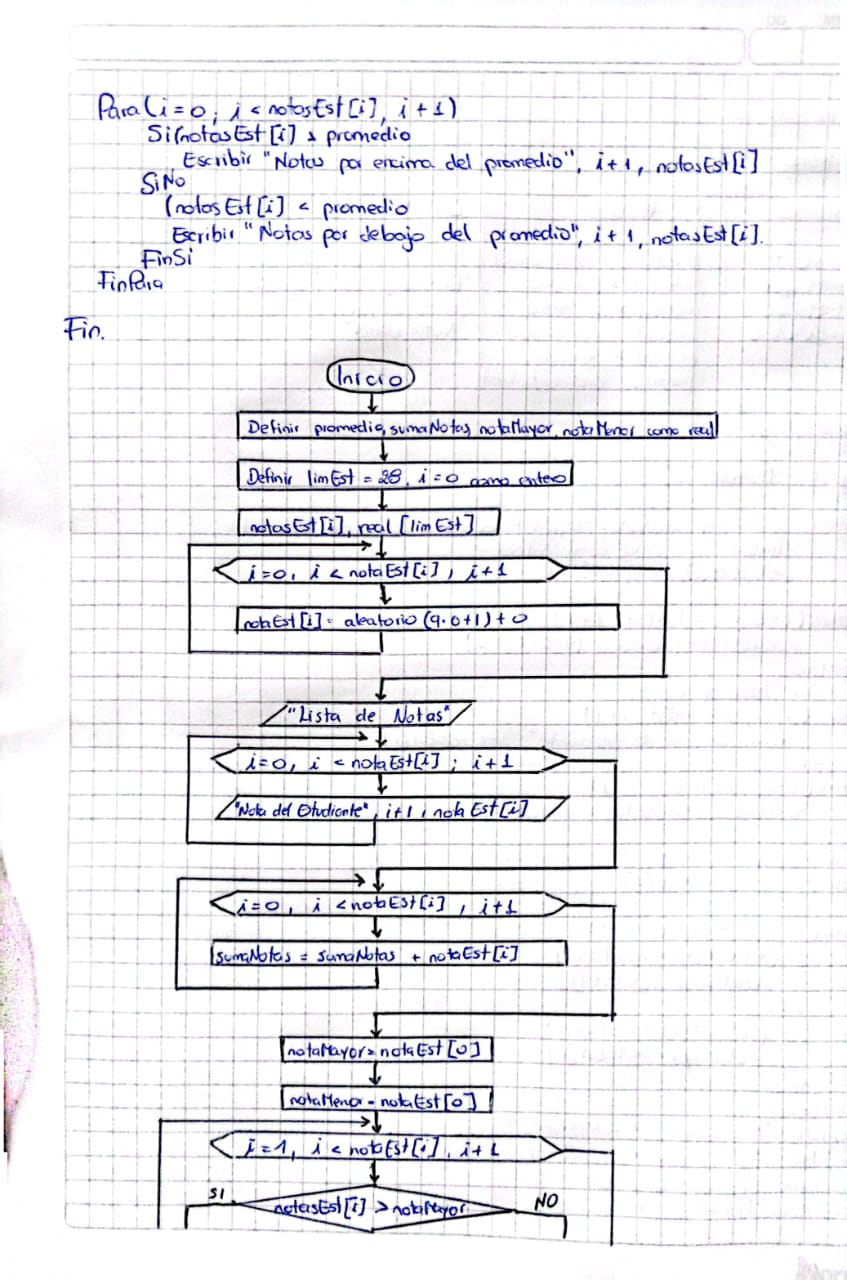 Para (i = 0; i < notasEst[i], i + 1)
Si(notasEst[i] > promedio
Escribir "Notas por encima del promedio", i + 1, notasEst[i]
SiNo
(notasEst[i] < promedio
Escribir "Notas por debajo del promedio", i + 1, notasEst[i].
FinSi
FinPara
Fin.
Inicio
Definir promedio, sumaNotas, notaMayor, notaMenor como real
Definir limEst = 28, i = 0 como entero
notasEst[i], real [limEst]
i = 0, i < notaEst[i], i + 1
notaEst[i] = aleatorio (9.0+1) + 0
"Lista de Notas"
i = 0, i < notaEst[i]; i + 1
"Nota del Estudiante", i + 1, notaEst[i]
i = 0, i < notaEst[i], i + 1
sumaNotas = sumaNotas + notaEst[i]
notaMayor = notaEst[0]
notaMenor = notaEst[0]
i = 1, i < notaEst[i], i + 1
SI notasEst[i] > notaMayor NO